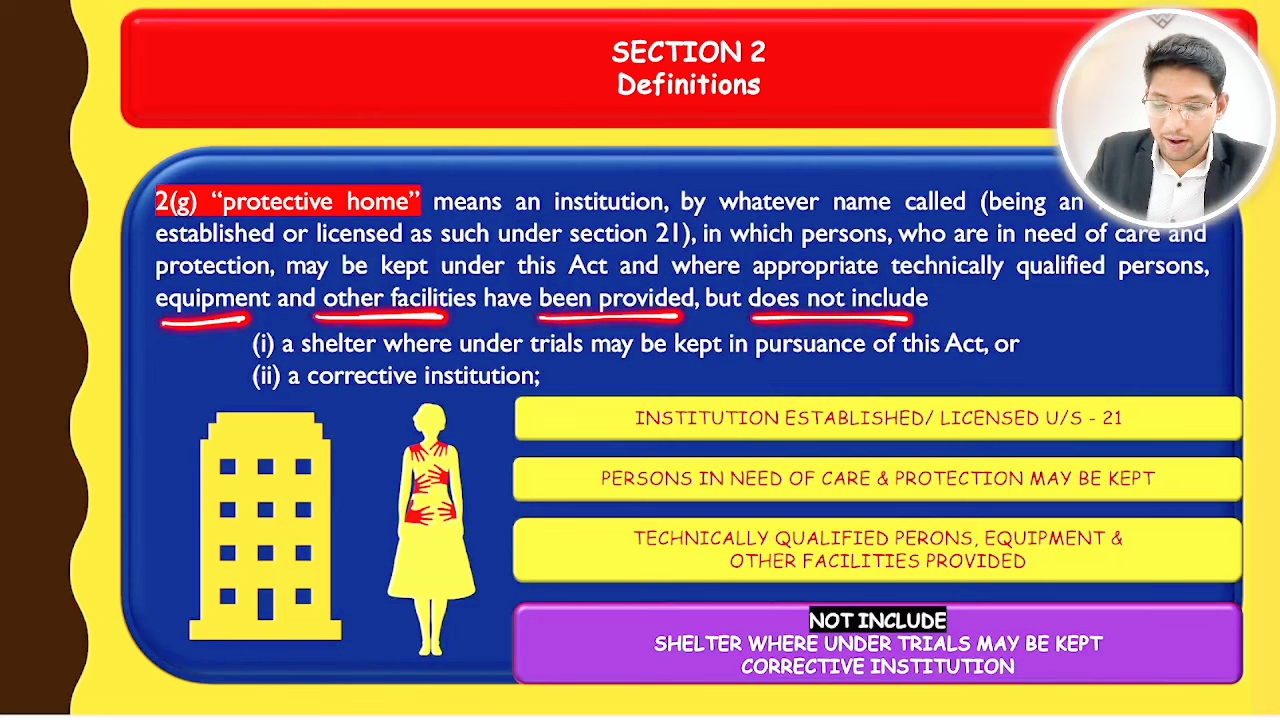 SECTION 2
Definitions
2(g) “protective home” means an institution, by whatever name called (being an
established or licensed as such under section 21), in which persons, who are in need of care and
protection, may be kept under this Act and where appropriate technically qualified persons,
equipment and other facilities have been provided, but does not include
(i) a shelter where under trials may be kept in pursuance of this Act, or
(ii) a corrective institution;
INSTITUTION ESTABLISHED/ LICENSED U/S - 21
PERSONS IN NEED OF CARE & PROTECTION MAY BE KEPT
TECHNICALLY QUALIFIED PERONS, EQUIPMENT &
OTHER FACILITIES PROVIDED
NOT INCLUDE
SHELTER WHERE UNDER TRIALS MAY BE KEPT
CORRECTIVE INSTITUTION